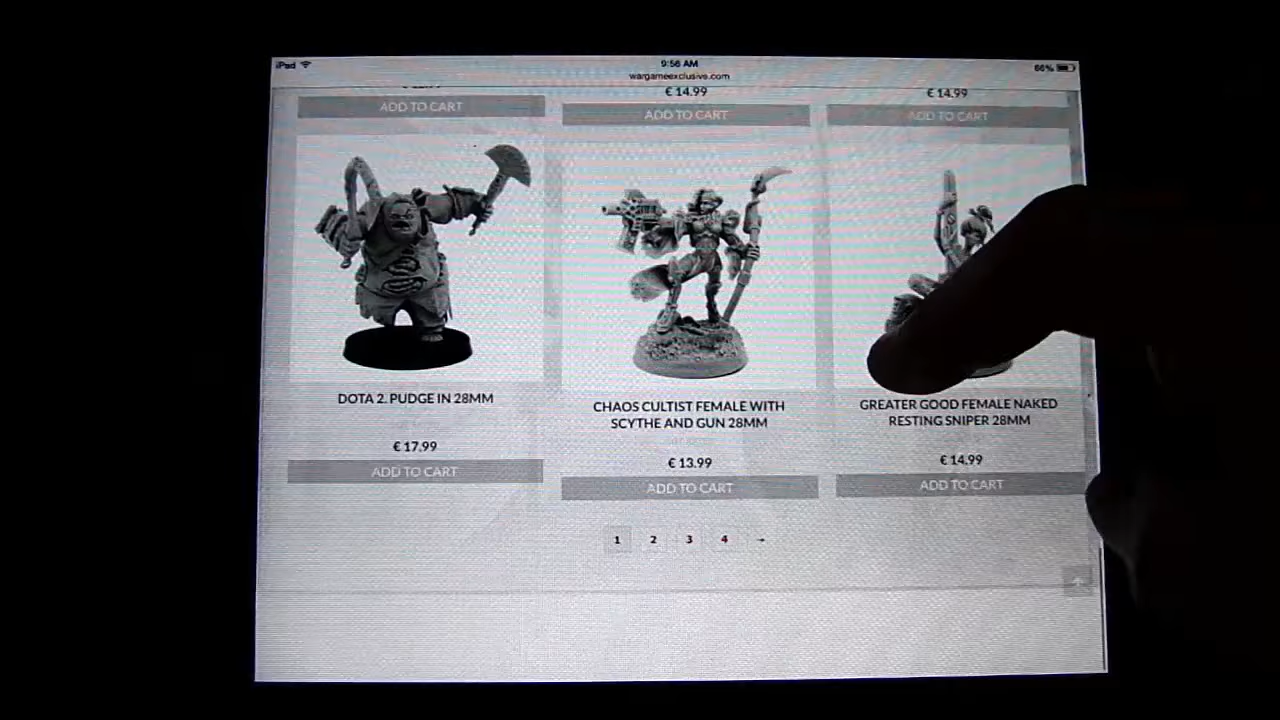 iPad
9:56 AM
66%
wargameexclusive.com
€ 14.99
€ 14.99
ADD TO CART
ADD TO CART
ADD TO CART
DOTA 2. PUDGE IN 28MM
€ 17.99
ADD TO CART
CHAOS CULTIST FEMALE WITH
SCYTHE AND GUN 28MM
€ 13.99
ADD TO CART
GREATER GOOD FEMALE NAKED
RESTING SNIPER 28MM
€ 14.99
ADD TO CART
1 2 3 4 →